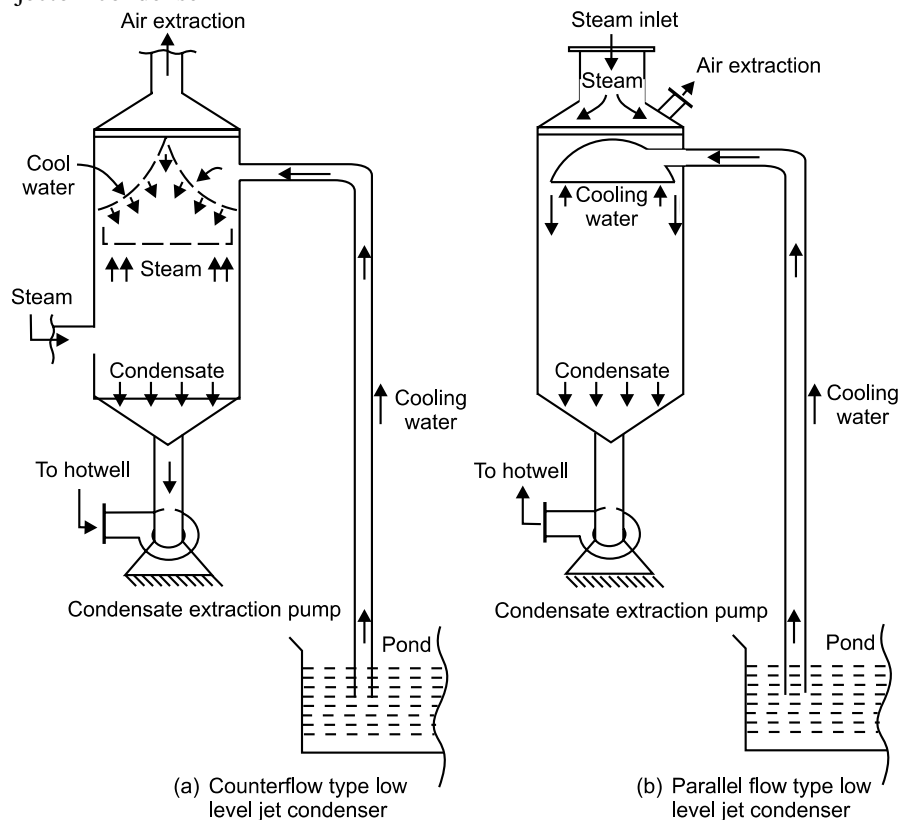 Air extraction
Cool
water
Steam
Steam
Condensate
Cooling
water
To hotwell
Condensate extraction pump
Pond
(a) Counterflow type low
level jet condenser
Steam inlet
Steam
Air extraction
Cooling
water
Condensate
Cooling
water
To hotwell
Condensate extraction pump
Pond
(b) Parallel flow type low
level jet condenser